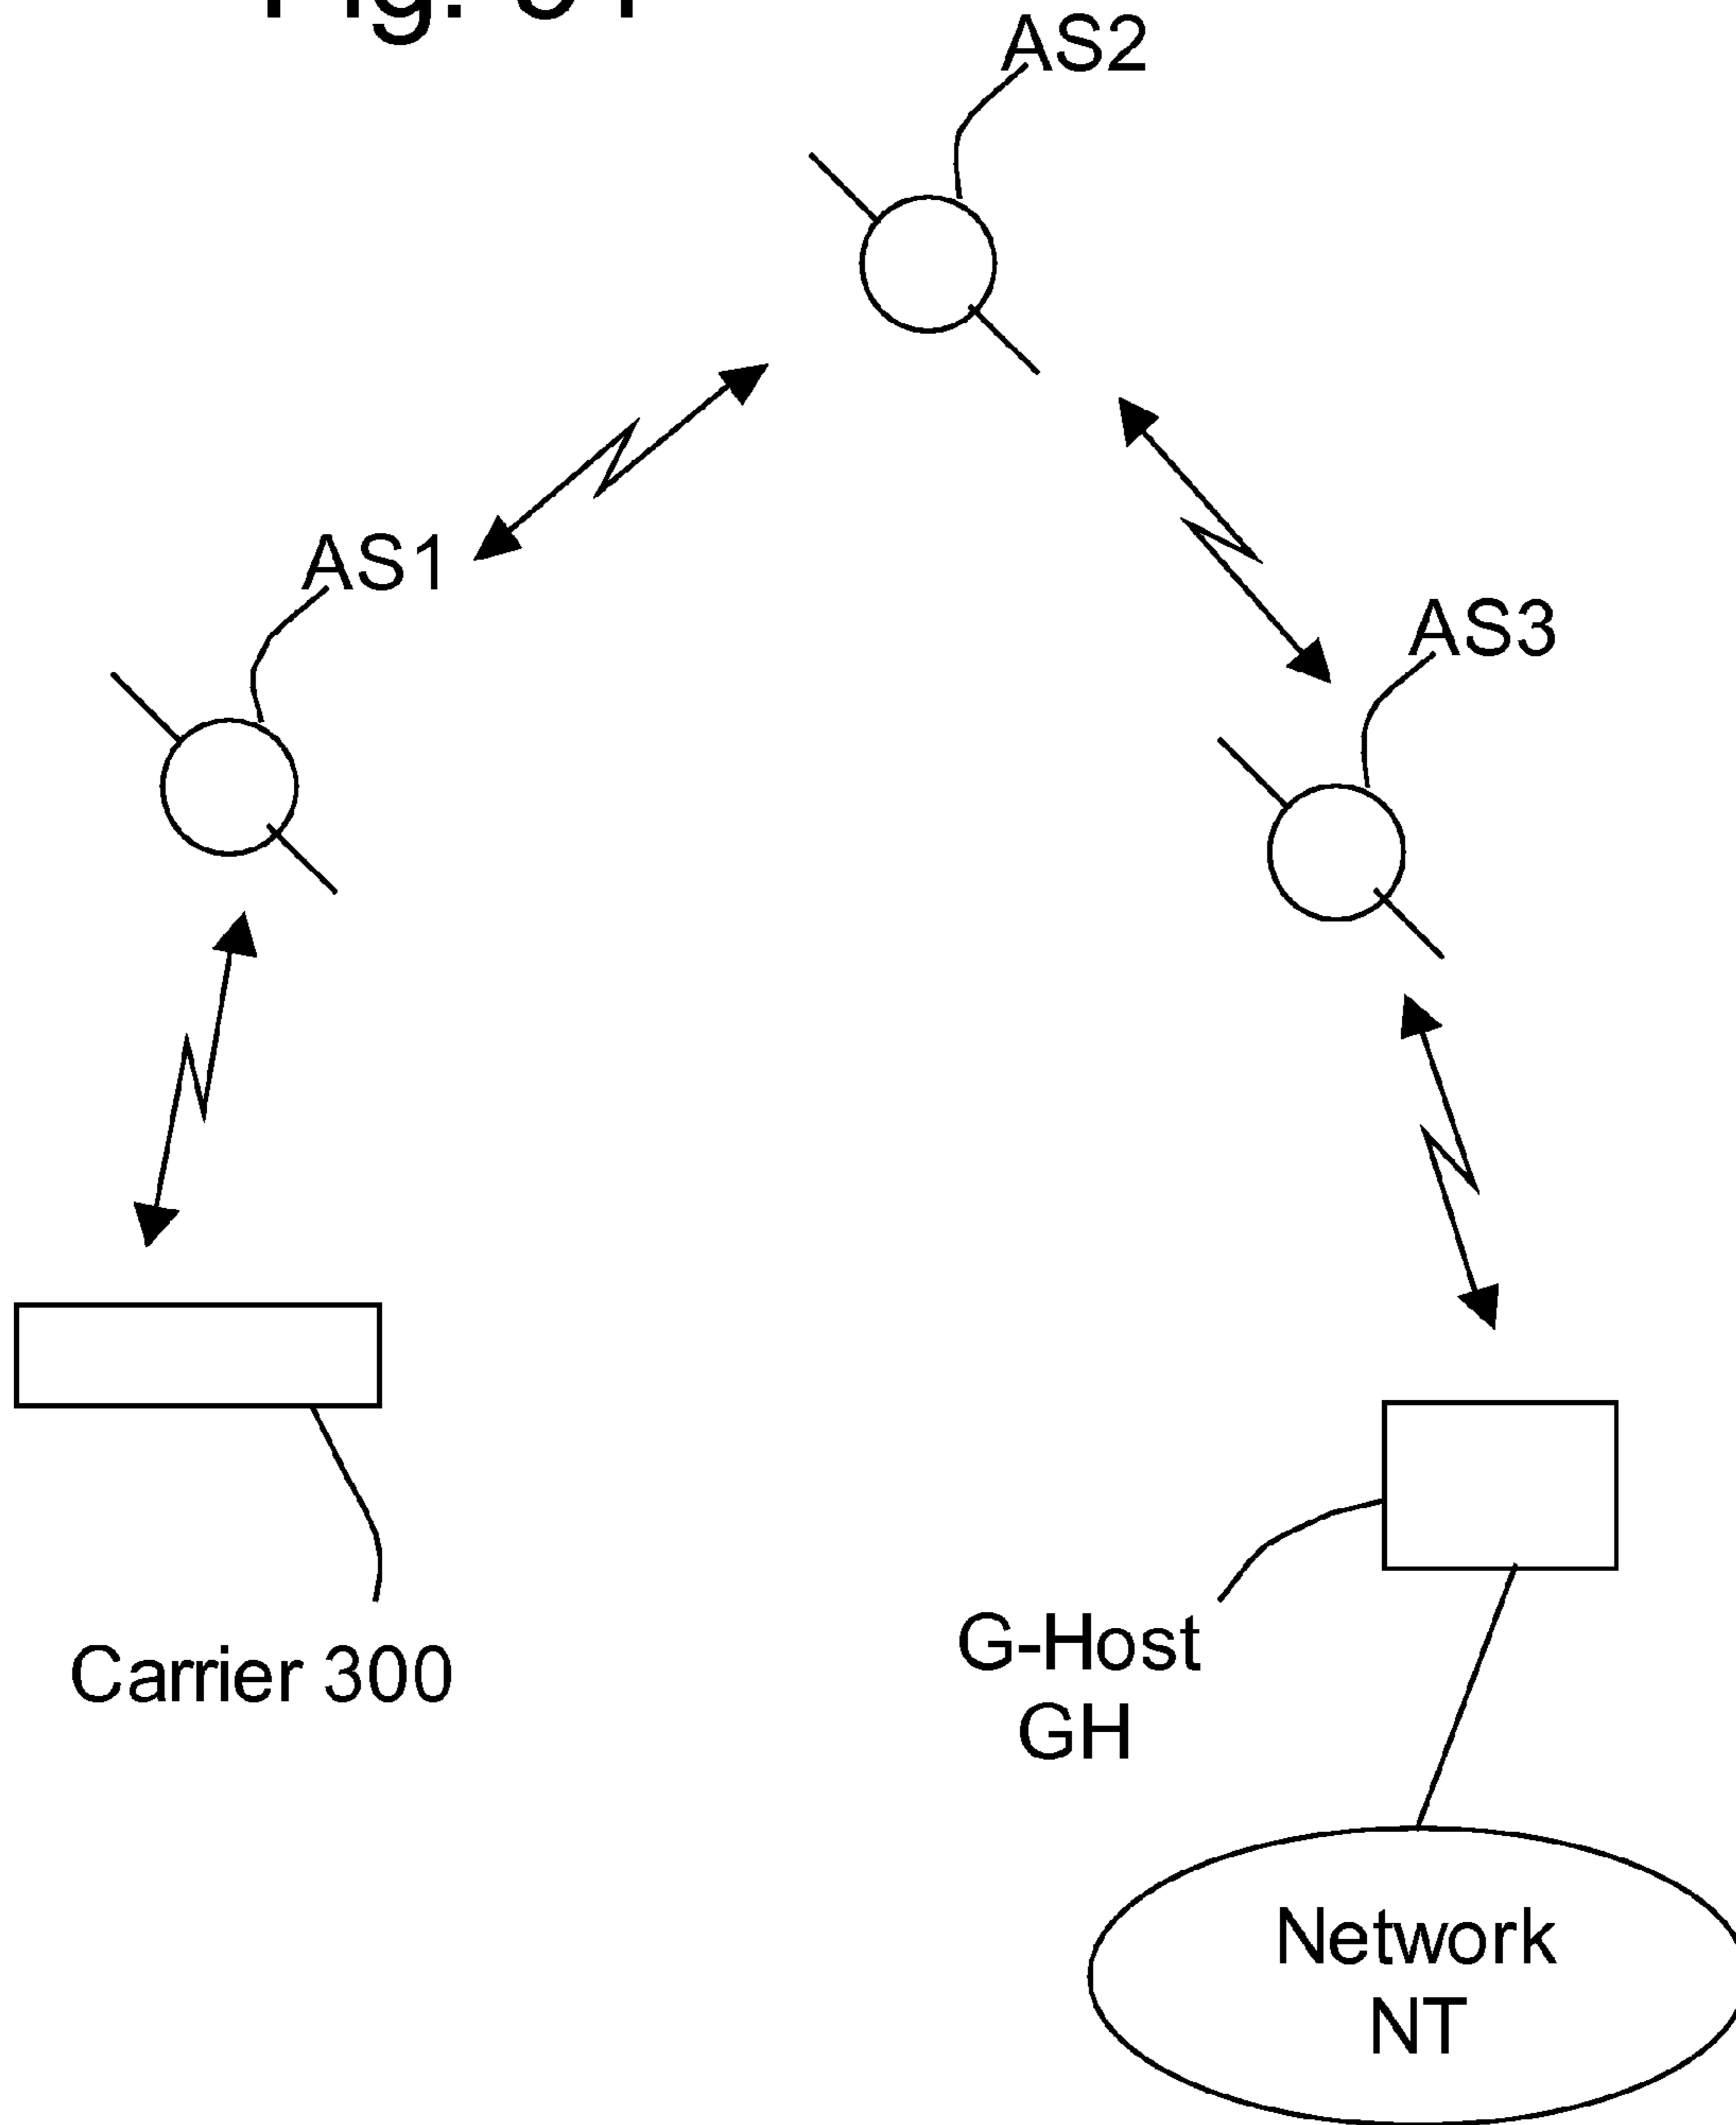 AS2
AS1
AS3
Carrier 300
G-Host
GH
Network
NT